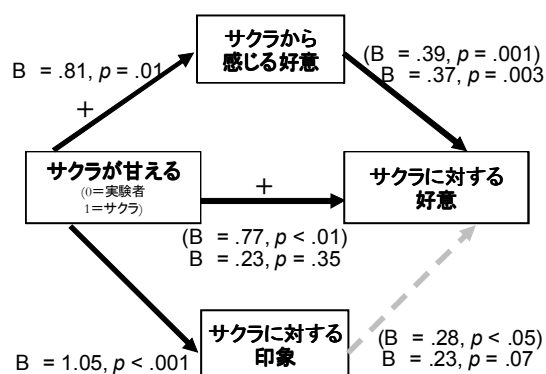 サクラから
感じる好意
B = .81, p = .01
+
(B = .39, p = .001)
B = .37, p = .003
サクラが甘える
(0=実験者
1=サクラ)
+
サクラに対する
好意
(B = .77, p < .01)
B = .23, p = .35
サクラに対する
印象
B = 1.05, p < .001
(B = .28, p < .05)
B = .23, p = .07